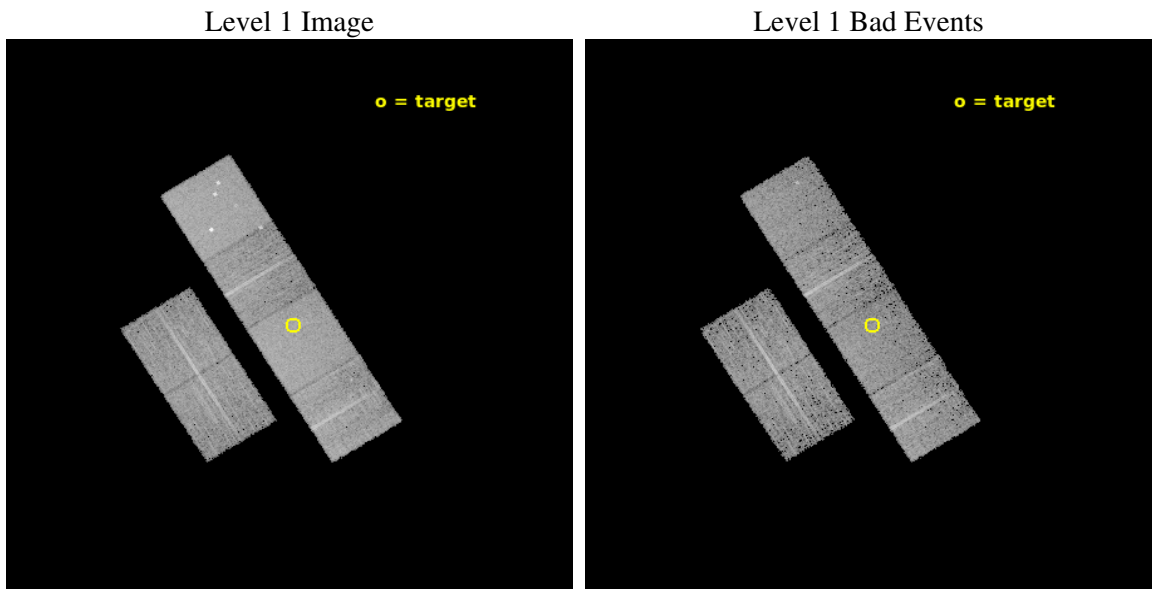 Level 1 Image
Level 1 Bad Events
o = target
o = target